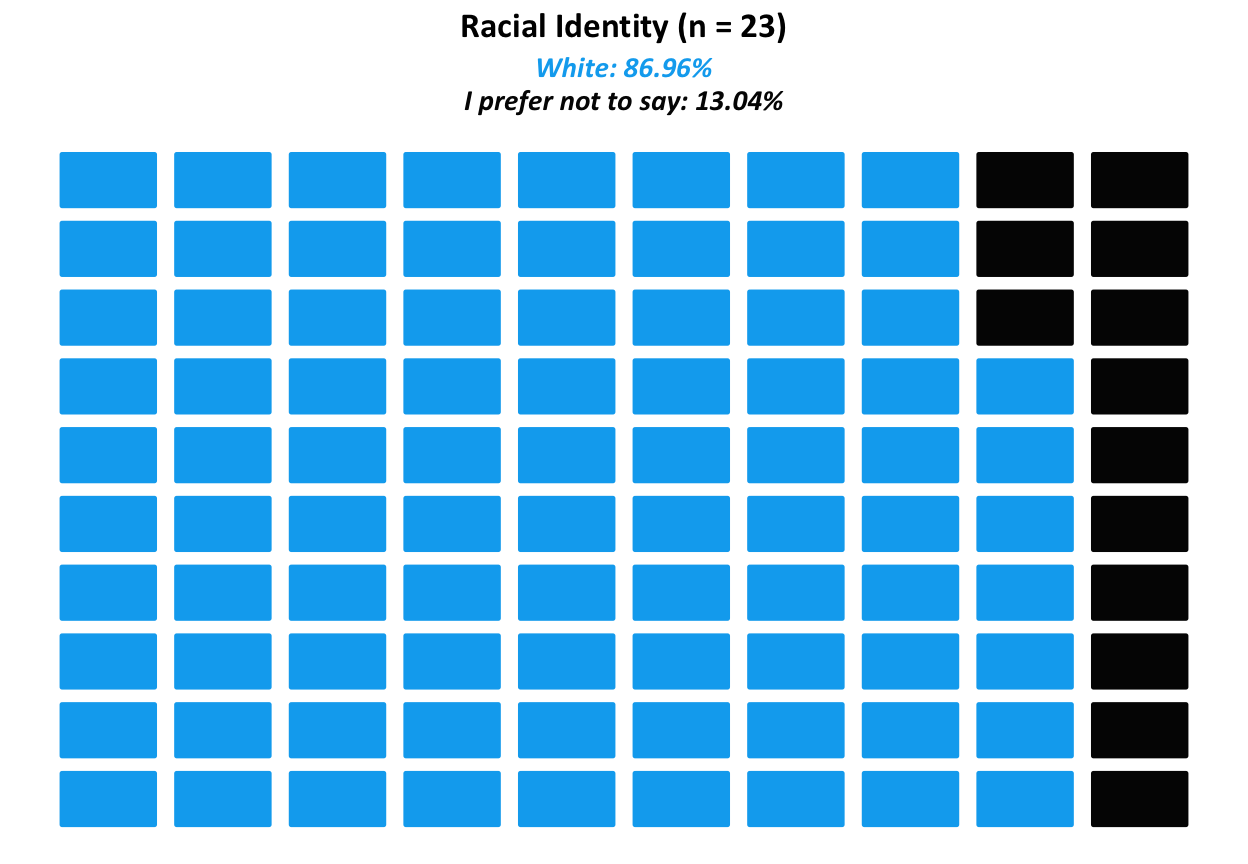 Racial Identity (n = 23)
White: 86.96%
I prefer not to say: 13.04%